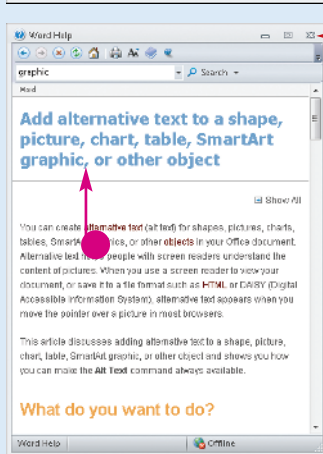 Word Help
graphic
Search
Add alternative text to a shape,
picture, chart, table, SmartArt
graphic, or other object
Show All
You can create alternative text (alt text) for shapes, pictures, charts,
tables, or other objects in your Office document.
Alternative text people with screen readers understand the
content of pictures. When you use a screen reader to view your
document, or save it to a file format such as HTML or DAISY (Digital
Accessible Information System), alternative text appears when you
move the pointer over a picture in most browsers.
This article discusses adding alternative text to a shape, picture,
chart, table, SmartArt graphic, or other object and shows you how
you can make the Alt Text command always available.
What do you want to do?
Word Help
Offline